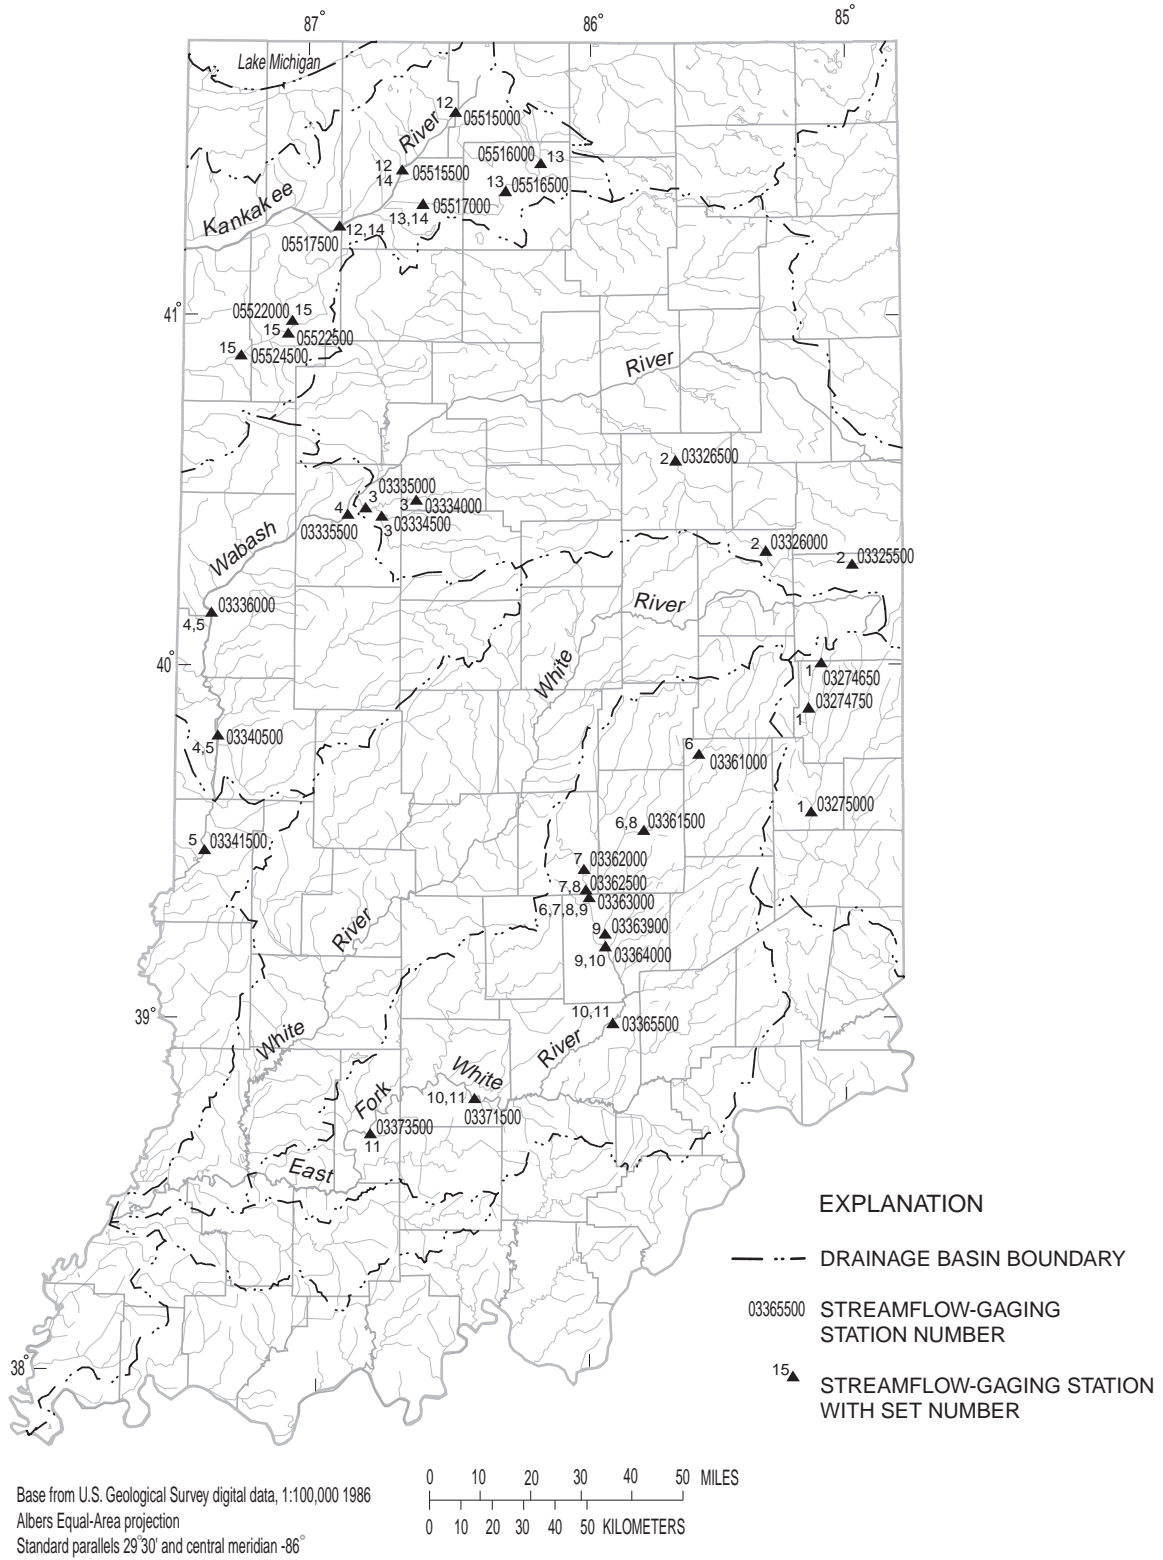 87° 86° 85°
Lake Michigan
12
05515000
River
05516000
13
12
14
05515500
13
05516500
Kankakee
05517000
13,14
12,14
05517500
05522000
15
41°
15
05522500
15
05524500
River
2
03326500
03335000
3
3
03334000
4
03334500
03335500
3
Wabash
03326000
2
2
03325500
03336000
4,5
River
40°
White
1
03274650
03274750
1
03340500
4,5
6
03361000
1
03275000
6,8
03361500
5
03341500
7
03362000
7,8
03362500
03363000
6,7,8,9
River
9
03363900
9,10
03364000
39°
10,11
03365500
White
River
White
Fork
10,11
03371500
03373500
11
East
38°
EXPLANATION
DRAINAGE BASIN BOUNDARY
03365500 STREAMFLOW-GAGING
STATION NUMBER
15
STREAMFLOW-GAGING STATION
WITH SET NUMBER
0 10 20 30 40 50 MILES
0 10 20 30 40 50 KILOMETERS
Base from U.S. Geological Survey digital data, 1:100,000 1986
Albers Equal-Area projection
Standard parallels 29°30' and central meridian -86°